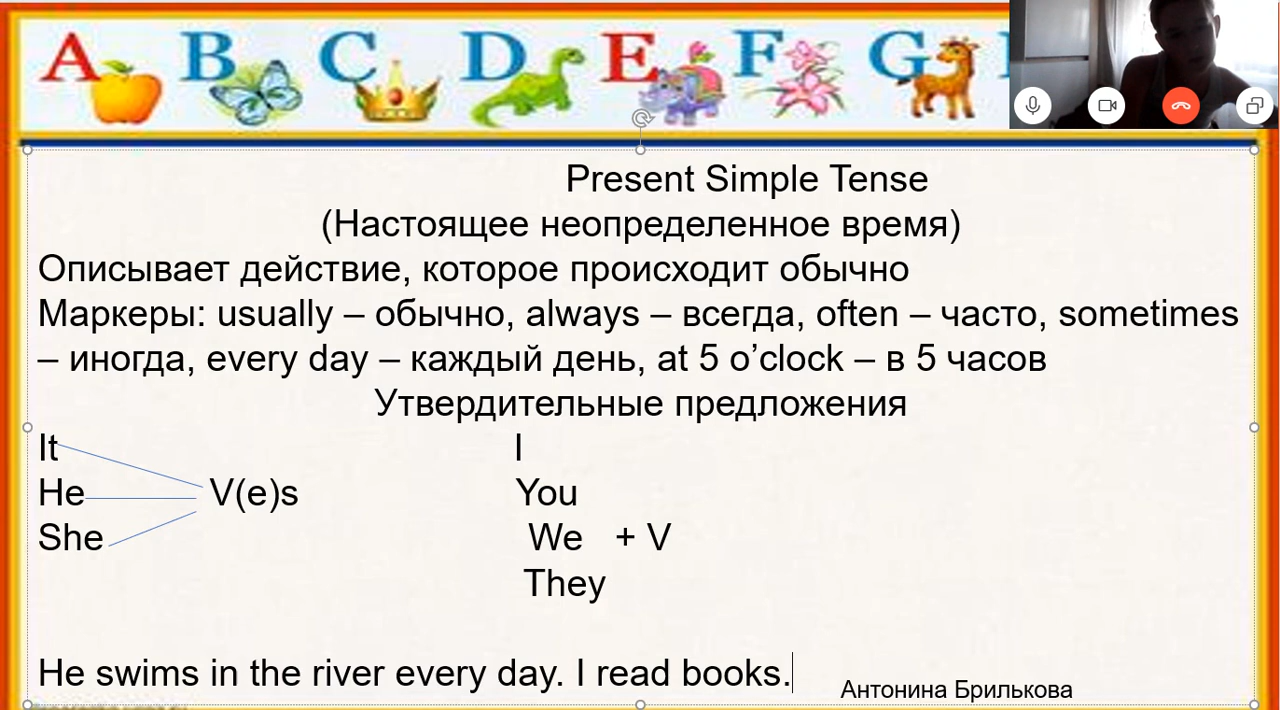 A B C D E F G
Present Simple Tense
(Настоящее неопределенное время)
Описывает действие, которое происходит обычно
Маркеры: usually – обычно, always – всегда, often – часто, sometimes
– иногда, every day – каждый день, at 5 o’clock – в 5 часов
Утвердительные предложения
It I
He V(e)s You
She We + V
They
He swims in the river every day. I read books.
Антонина Брилькова